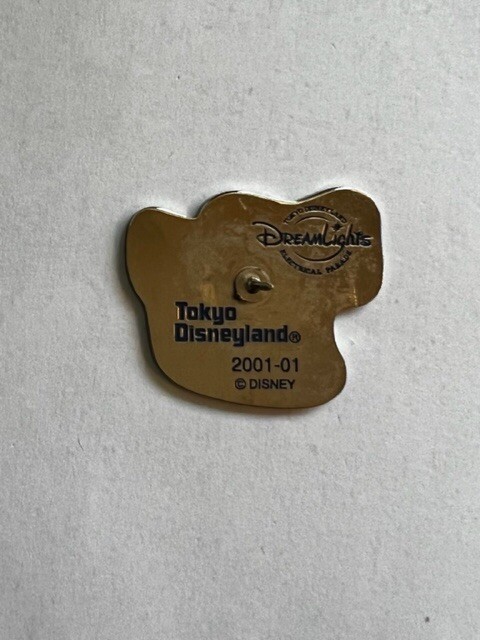 TOKYO DISNEYLAND
DREAMLIGHTS
ELECTRICAL PARADE
Tokyo
Disneyland®
2001-01
© DISNEY